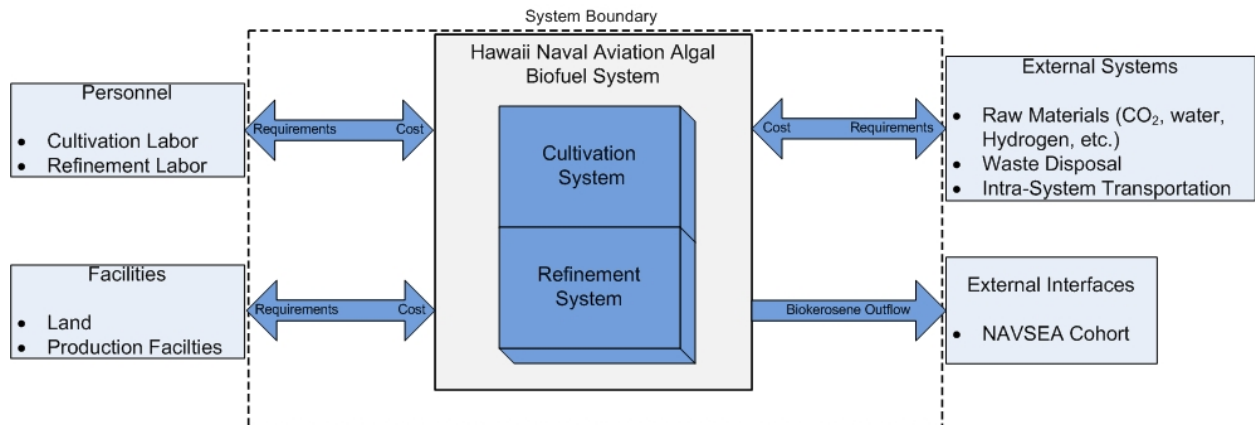 System Boundary
Hawaii Naval Aviation Algal
Biofuel System
Personnel
• Cultivation Labor
• Refinement Labor
Requirements Cost
Cultivation
System
Cost Requirements
External Systems
• Raw Materials (CO₂, water,
Hydrogen, etc.)
• Waste Disposal
• Intra-System Transportation
Facilities
• Land
• Production Facilties
Requirements Cost
Refinement
System
Biokerosene Outflow
External Interfaces
• NAVSEA Cohort